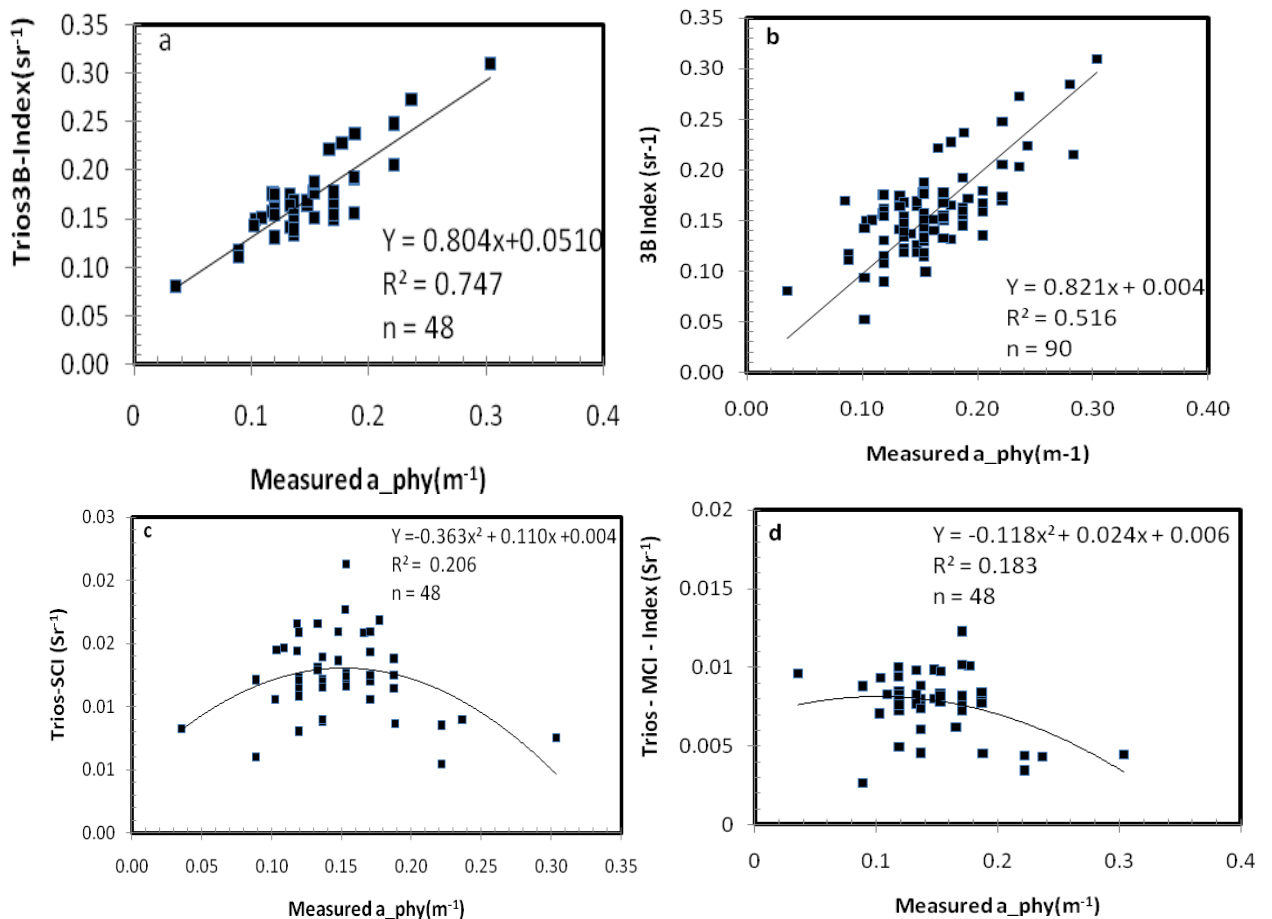 a
Trios3B-Index(sr⁻¹)
0.35
0.30
0.25
0.20
0.15
0.10
0.05
0.00
Y = 0.804x+0.0510
R² = 0.747
n = 48
0
0.1
0.2
0.3
0.4
Measured a_phy(m⁻¹)
b
3B Index (sr-1)
0.35
0.30
0.25
0.20
0.15
0.10
0.05
0.00
Y = 0.821x + 0.004
R² = 0.516
n = 90
0.00
0.10
0.20
0.30
0.40
Measured a_phy(m-1)
c
Trios-SCI (Sr⁻¹)
0.03
0.02
0.02
0.01
0.01
0.00
Y =-0.363x² + 0.110x +0.004
R² = 0.206
n = 48
0.00
0.05
0.10
0.15
0.20
0.25
0.30
0.35
Measured a_phy(m⁻¹)
d
Trios - MCI - Index (Sr⁻¹)
0.02
0.015
0.01
0.005
0
Y = -0.118x² + 0.024x + 0.006
R² = 0.183
n = 48
0
0.1
0.2
0.3
0.4
Measured a_phy(m⁻¹)